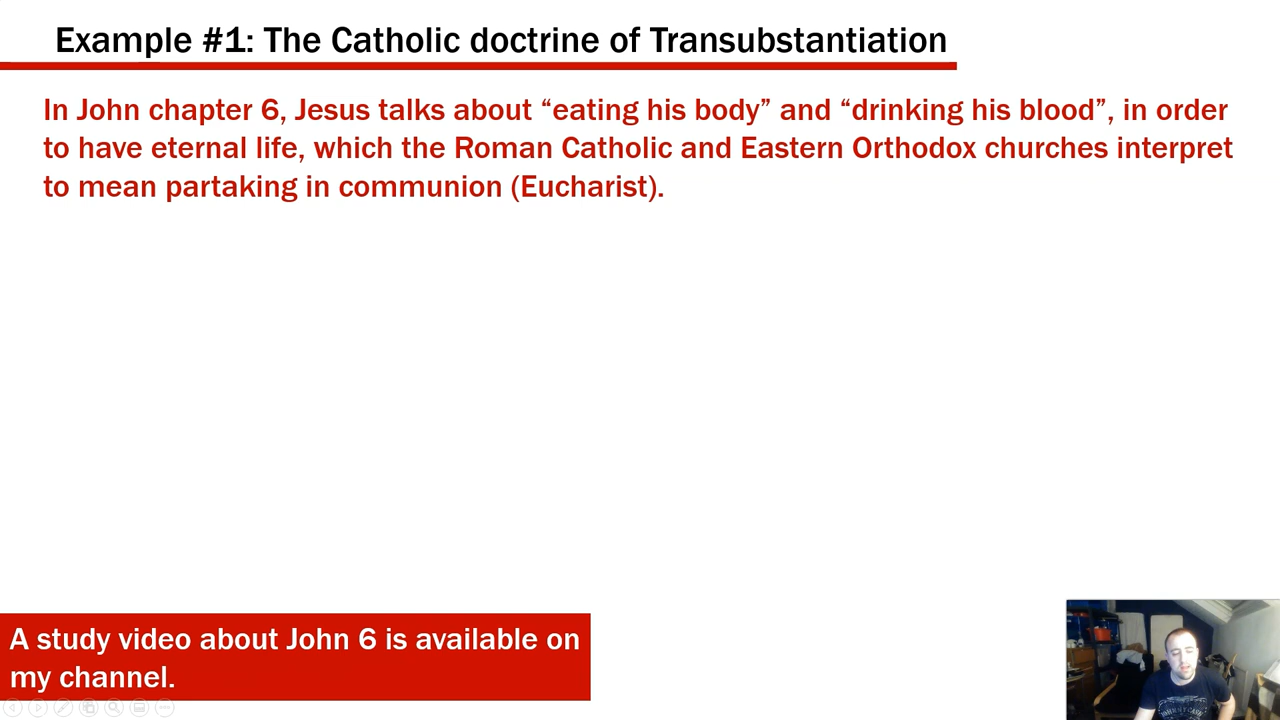 Example #1: The Catholic doctrine of Transubstantiation
In John chapter 6, Jesus talks about “eating his body” and “drinking his blood”, in order
to have eternal life, which the Roman Catholic and Eastern Orthodox churches interpret
to mean partaking in communion (Eucharist).
A study video about John 6 is available on
my channel.